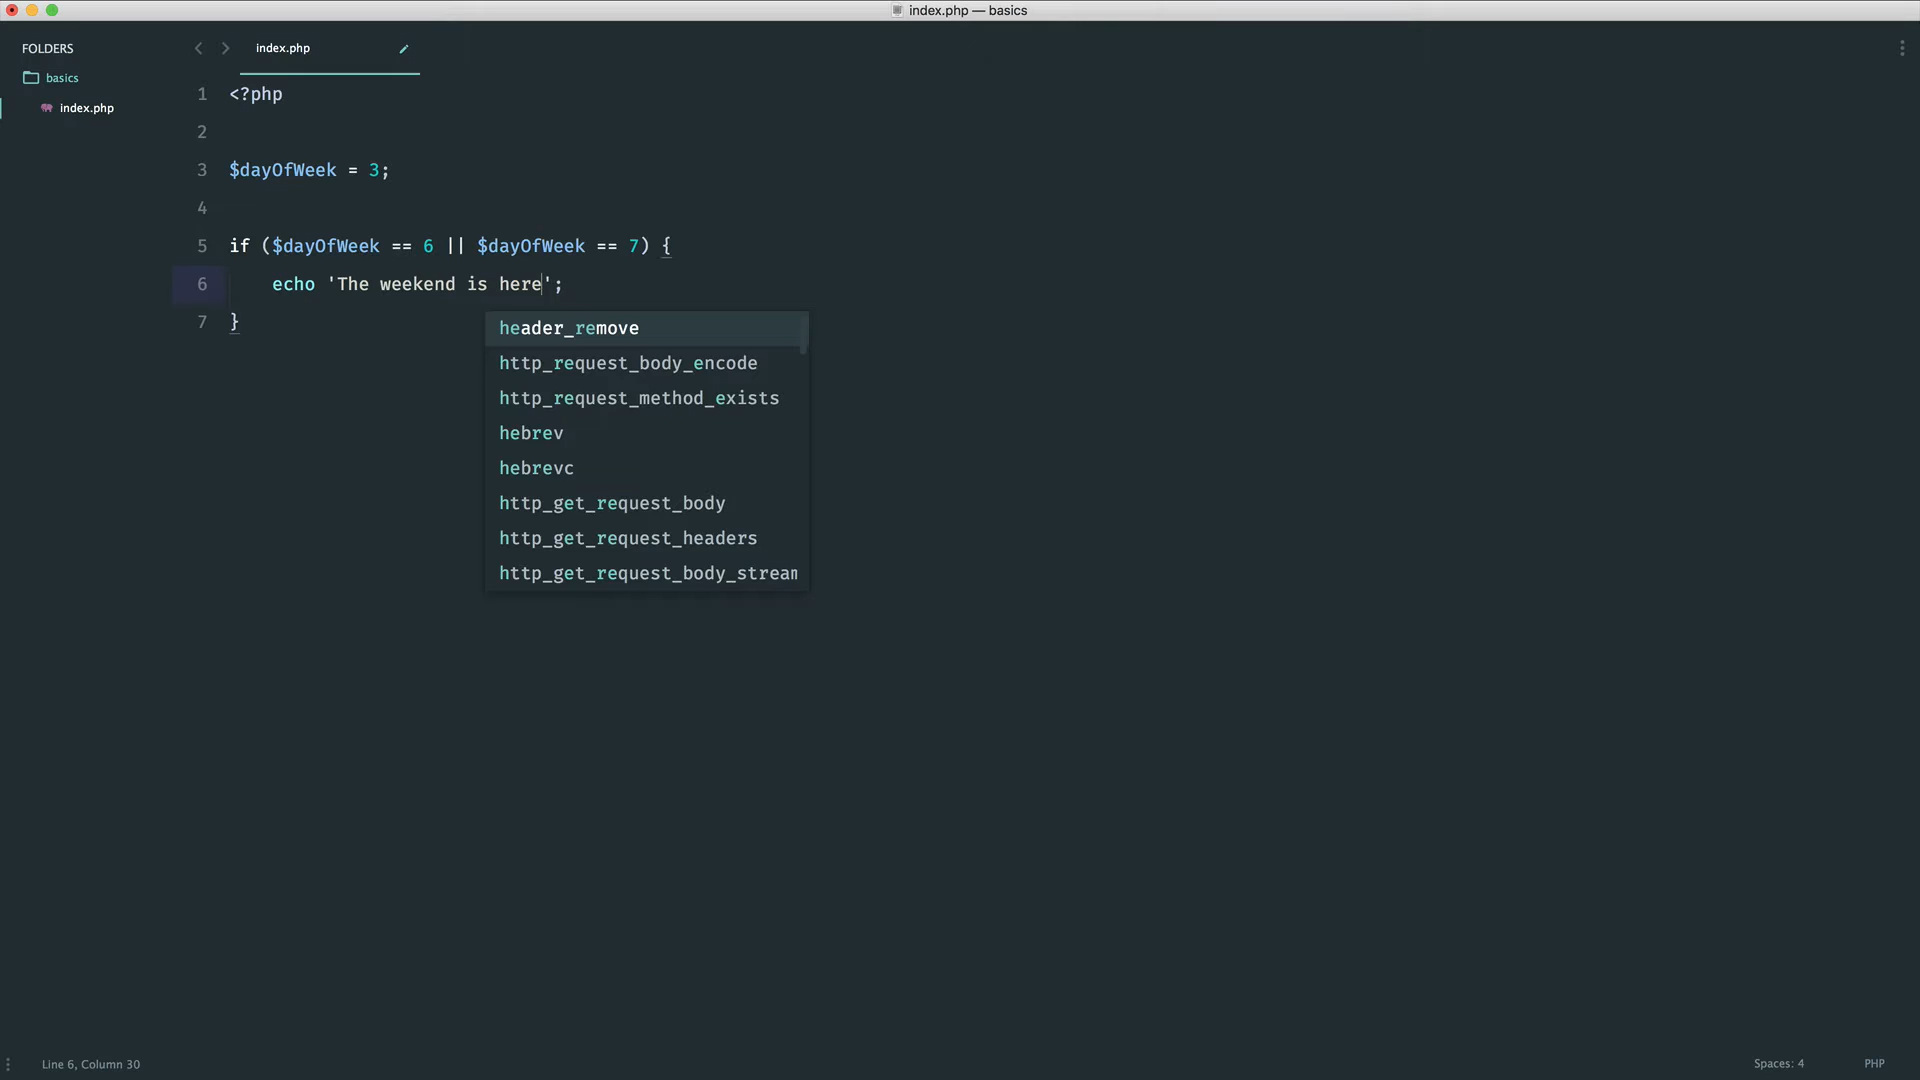 index.php — basics
FOLDERS
basics
index.php
index.php
1 <?php
2
3 $dayOfWeek = 3;
4
5 if ($dayOfWeek == 6 || $dayOfWeek == 7) {
6     echo 'The weekend is here';
7 }
header_remove
http_request_body_encode
http_request_method_exists
hebrev
hebrevc
http_get_request_body
http_get_request_headers
http_get_request_body_stream
Line 6, Column 30
Spaces: 4
PHP